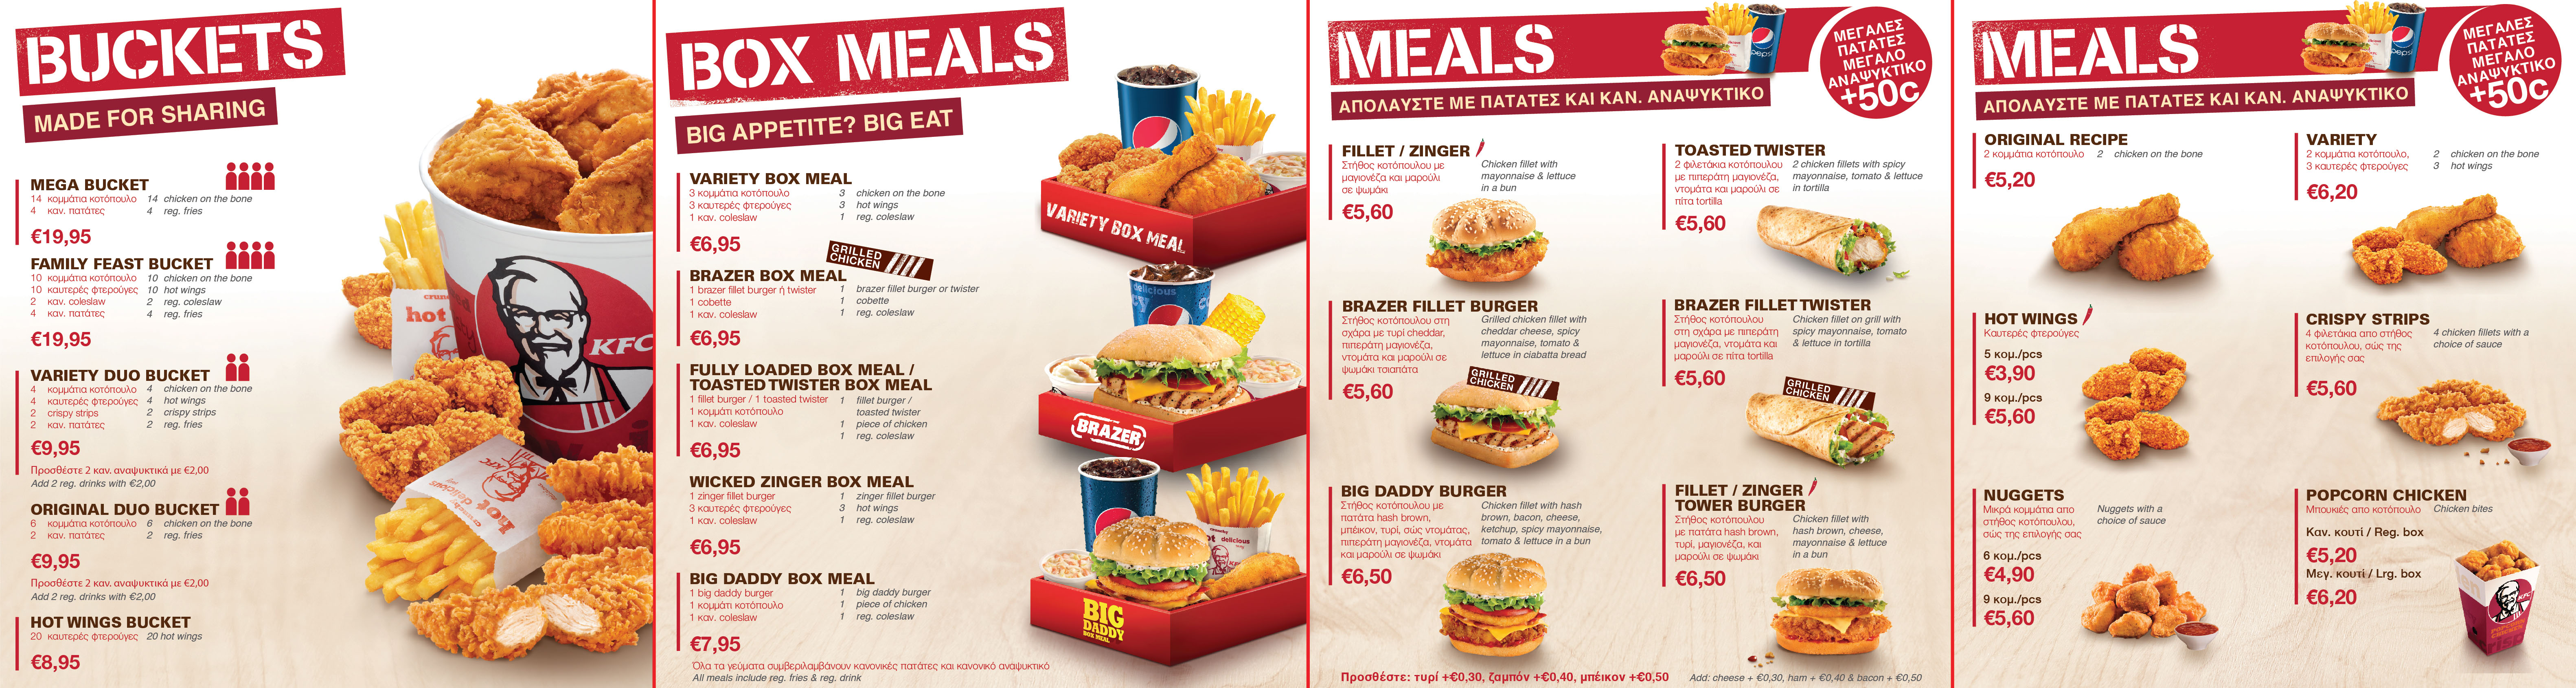 BUCKETS
MADE FOR SHARING
MEGA BUCKET
14 κομμάτια κοτόπουλο 14 chicken on the bone
4 καν. πατάτες 4 reg. fries
€19,95
FAMILY FEAST BUCKET
10 κομμάτια κοτόπουλο 10 chicken on the bone
10 καυτερές φτερούγες 10 hot wings
2 καν. coleslaw 2 reg. coleslaw
4 καν. πατάτες 4 reg. fries
€19,95
VARIETY DUO BUCKET
4 κομμάτια κοτόπουλο 4 chicken on the bone
4 καυτερές φτερούγες 4 hot wings
2 crispy strips 2 crispy strips
2 καν. πατάτες 2 reg. fries
€9,95
Προσθέστε 2 καν. αναψυκτικά με €2,00
Add 2 reg. drinks with €2,00
ORIGINAL DUO BUCKET
6 κομμάτια κοτόπουλο 6 chicken on the bone
2 καν. πατάτες 2 reg. fries
€9,95
Προσθέστε 2 καν. αναψυκτικά με €2,00
Add 2 reg. drinks with €2,00
HOT WINGS BUCKET
20 καυτερές φτερούγες 20 hot wings
€8,95
hot
KFC
KFC
delicious
hot
BOX MEALS
BIG APPETITE? BIG EAT
VARIETY BOX MEAL
3 κομμάτια κοτόπουλο 3 chicken on the bone
3 καυτερές φτερούγες 3 hot wings
1 καν. coleslaw 1 reg. coleslaw
€6,95
GRILLED
CHICKEN
BRAZER BOX MEAL
1 brazer fillet burger ή twister 1 brazer fillet burger or twister
1 cobette 1 cobette
1 καν. coleslaw 1 reg. coleslaw
€6,95
FULLY LOADED BOX MEAL /
TOASTED TWISTER BOX MEAL
1 fillet burger / 1 toasted twister 1 fillet burger /
toasted twister
1 κομμάτι κοτόπουλο 1 piece of chicken
1 καν. coleslaw 1 reg. coleslaw
€6,95
WICKED ZINGER BOX MEAL
1 zinger fillet burger 1 zinger fillet burger
3 καυτερές φτερούγες 3 hot wings
1 καν. coleslaw 1 reg. coleslaw
€6,95
BIG DADDY BOX MEAL
1 big daddy burger 1 big daddy burger
1 κομμάτι κοτόπουλο 1 piece of chicken
1 καν. coleslaw 1 reg. coleslaw
€7,95
Όλα τα γεύματα συμβεριλαμβάνουν κανονικές πατάτες και κανονικό αναψυκτικό
All meals include reg. fries & reg. drink
VARIETY BOX MEAL
delicious
BRAZER
delicious
BIG
DADDY
BOX MEAL
MEALS
ΑΠΟΛΑΥΣΤΕ ΜΕ ΠΑΤΑΤΕΣ ΚΑΙ ΚΑΝ. ΑΝΑΨΥΚΤΙΚΟ
pepsi
ΜΕΓΑΛΕΣ
ΠΑΤΑΤΕΣ
ΜΕΓΑΛΟ
ΑΝΑΨΥΚΤΙΚΟ
+50c
FILLET / ZINGER
Στήθος κοτόπουλου με
μαγιονέζα και μαρούλι
σε ψωμάκι
Chicken fillet with
mayonnaise & lettuce
in a bun
€5,60
TOASTED TWISTER
2 φιλετάκια κοτόπουλου
με πιπεράτη μαγιονέζα,
ντομάτα και μαρούλι σε
πίτα tortilla
2 chicken fillets with spicy
mayonnaise, tomato & lettuce
in tortilla
€5,60
BRAZER FILLET BURGER
Στήθος κοτόπουλου στη
σχάρα με τυρί cheddar,
πιπεράτη μαγιονέζα,
ντομάτα και μαρούλι σε
ψωμάκι τσιαπάτα
Grilled chicken fillet with
cheddar cheese, spicy
mayonnaise, tomato &
lettuce in ciabatta bread
€5,60
GRILLED
CHICKEN
BRAZER FILLET TWISTER
Στήθος κοτόπουλου
στη σχάρα με πιπεράτη
μαγιονέζα, ντομάτα και
μαρούλι σε πίτα tortilla
Chicken fillet on grill with
spicy mayonnaise, tomato
& lettuce in tortilla
€5,60
GRILLED
CHICKEN
BIG DADDY BURGER
Στήθος κοτόπουλου με
πατάτα hash brown,
μπέικον, τυρί, σώς ντομάτας,
πιπεράτη μαγιονέζα, ντομάτα
και μαρούλι σε ψωμάκι
Chicken fillet with hash
brown, bacon, cheese,
ketchup, spicy mayonnaise,
tomato & lettuce in a bun
€6,50
FILLET / ZINGER
TOWER BURGER
Στήθος κοτόπουλου
με πατάτα hash brown,
τυρί, μαγιονέζα, και
μαρούλι σε ψωμάκι
Chicken fillet with
hash brown, cheese,
mayonnaise & lettuce
in a bun
€6,50
Προσθέστε: τυρί +€0,30, ζαμπόν +€0,40, μπέικον +€0,50
Add: cheese + €0,30, ham + €0,40 & bacon + €0,50
MEALS
ΑΠΟΛΑΥΣΤΕ ΜΕ ΠΑΤΑΤΕΣ ΚΑΙ ΚΑΝ. ΑΝΑΨΥΚΤΙΚΟ
pepsi
ΜΕΓΑΛΕΣ
ΠΑΤΑΤΕΣ
ΜΕΓΑΛΟ
ΑΝΑΨΥΚΤΙΚΟ
+50c
ORIGINAL RECIPE
2 κομμάτια κοτόπουλο 2 chicken on the bone
€5,20
VARIETY
2 κομμάτια κοτόπουλο, 2 chicken on the bone
3 καυτερές φτερούγες 3 hot wings
€6,20
HOT WINGS
Καυτερές φτερούγες
5 κομ./pcs
€3,90
9 κομ./pcs
€5,60
CRISPY STRIPS
4 φιλετάκια απο στήθος
κοτόπουλου, σώς της
επιλογής σας
4 chicken fillets with a
choice of sauce
€5,60
NUGGETS
Μικρά κομμάτια απο
στήθος κοτόπουλου,
σώς της επιλογής σας
Nuggets with a
choice of sauce
6 κομ./pcs
€4,90
9 κομ./pcs
€5,60
POPCORN CHICKEN
Μπουκιές απο κοτόπουλο Chicken bites
Καν. κουτί / Reg. box
€5,20
Μεγ. κουτί / Lrg. box
€6,20
KFC